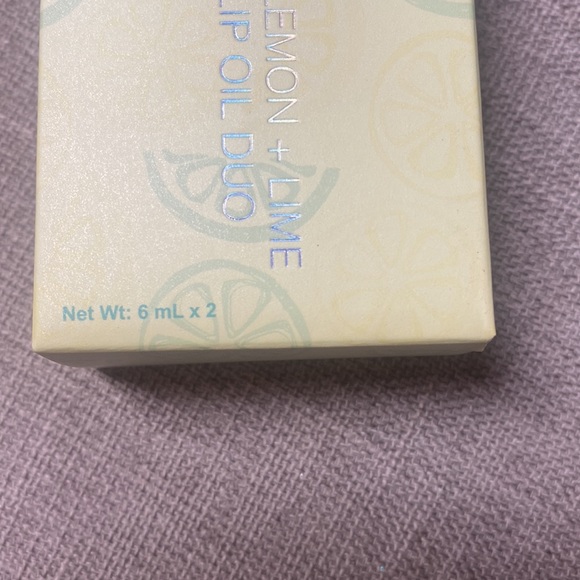 LEMON + LIME
LIP OIL DUO
Net Wt: 6 mL x 2